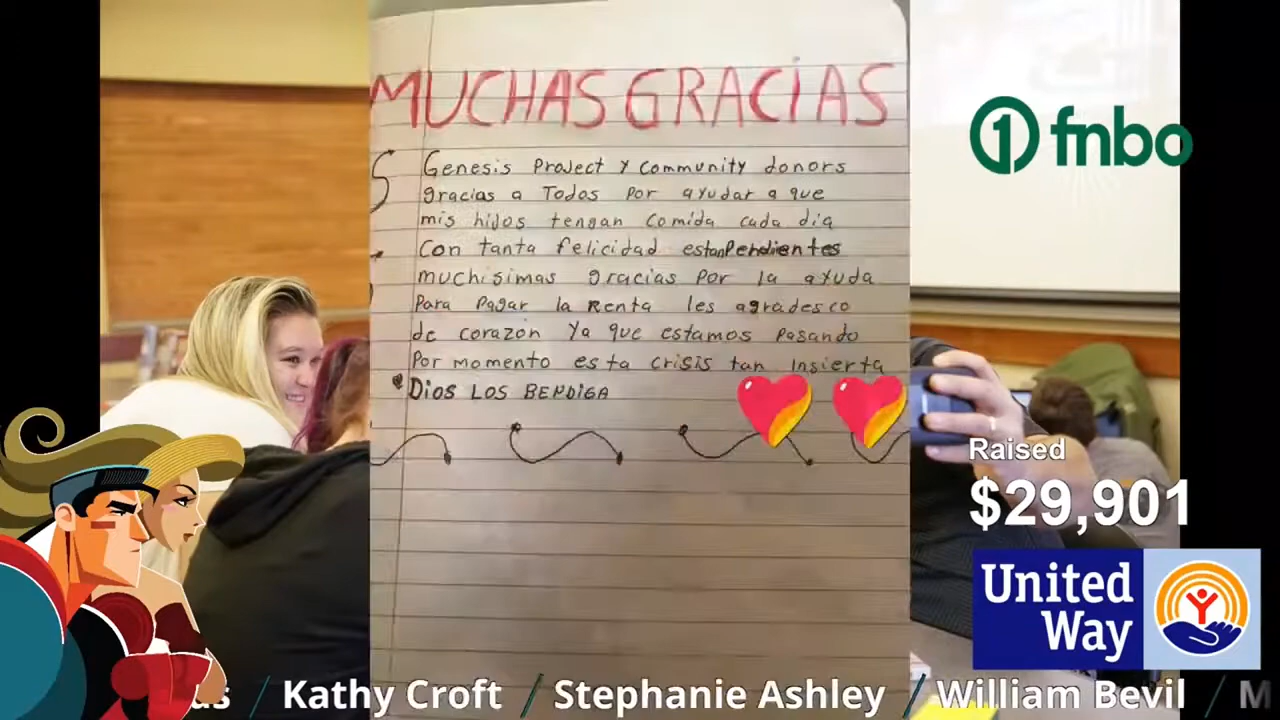 MUCHAS GRACIAS
Genesis Project y community donors
gracias a Todos por ayudar a que
mis hijos tengan comida cada dia
con tanta felicidad estan Pendientes
muchisimas gracias por la ayuda
para pagar la Renta les agradesco
de corazon ya que estamos pasando
Por momento esta crisis tan insierta
Dios LOS BENDIGA
1 fnbo
Raised
$29,901
United
Way
as / Kathy Croft / Stephanie Ashley / William Bevil / M